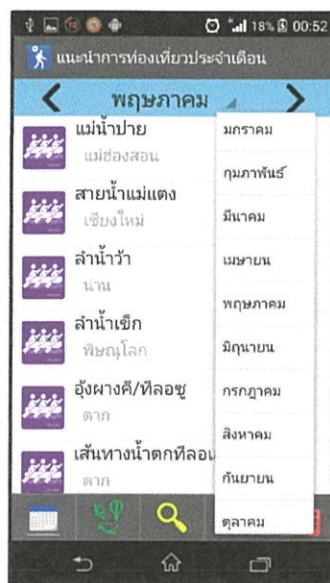 18% 00:52
แนะนำการท่องเที่ยวประจำเดือน
พฤษภาคม
แม่น้ำปาย
แม่ฮ่องสอน
สายน้ำแม่แตง
เชียงใหม่
ลำน้ำว้า
น่าน
ลำน้ำเข็ก
พิษณุโลก
อุ้งผางคี/ทีลอซู
ตาก
เส้นทางน้ำตกทีลอเ
ตาก
มกราคม
กุมภาพันธ์
มีนาคม
เมษายน
พฤษภาคม
มิถุนายน
กรกฎาคม
สิงหาคม
กันยายน
ตุลาคม